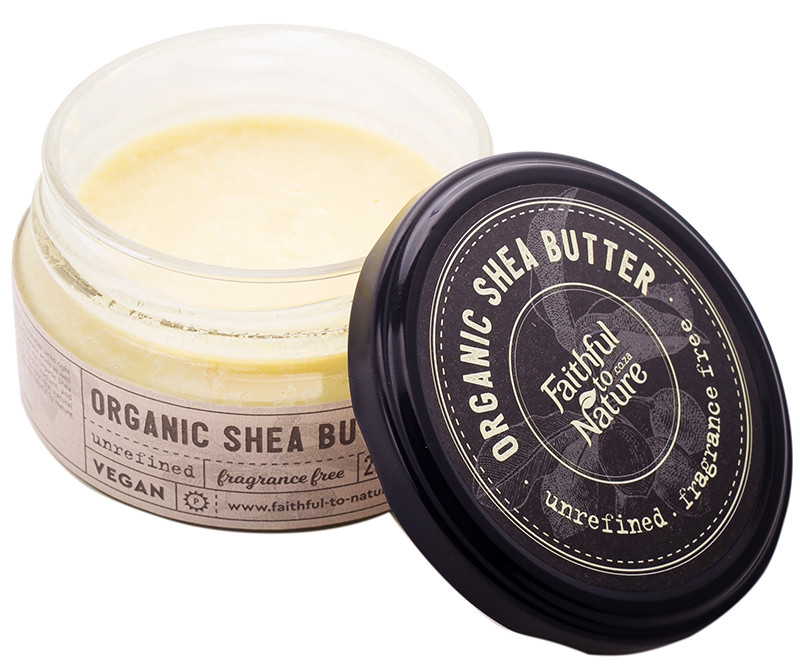 ORGANIC SHEA BUTTER
Faithful
to
.co.za
Nature
unrefined. fragrance free.
ORGANIC SHEA BU
unrefined
fragrance free
2
VEGAN
www.faithful-to-natu